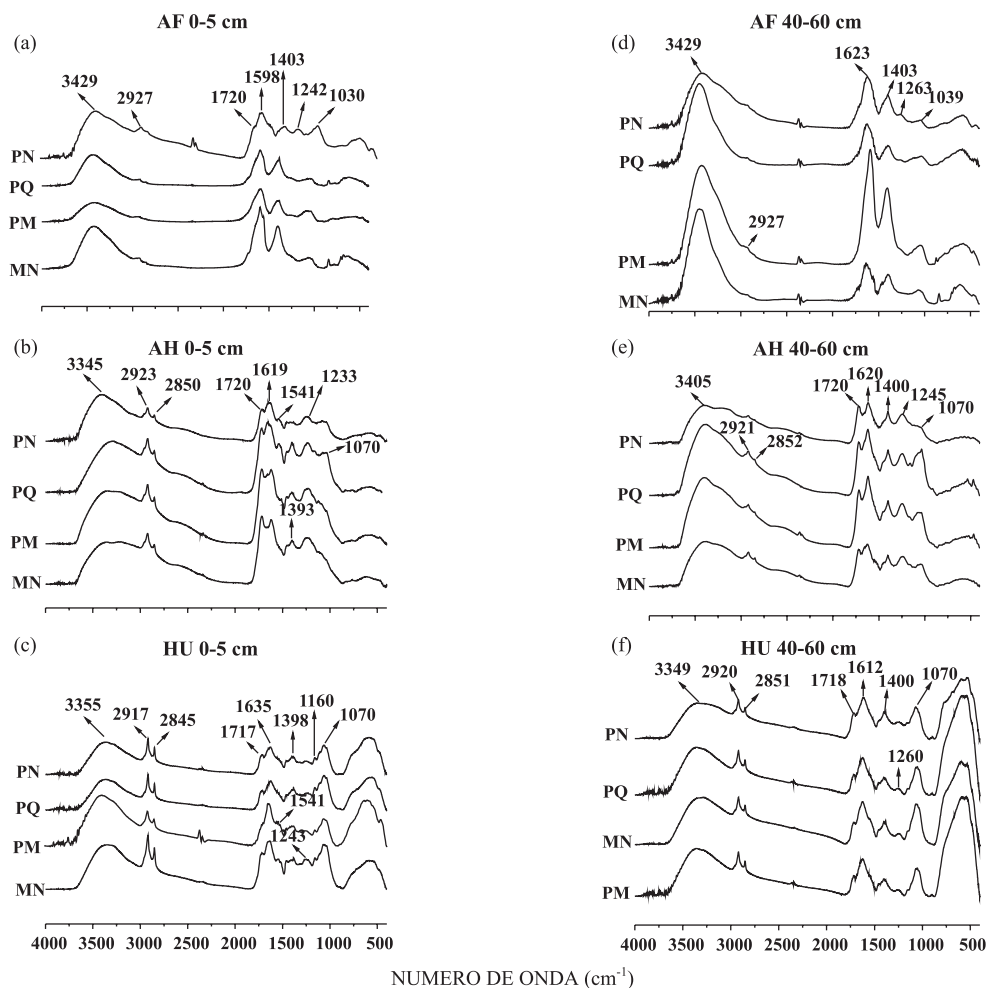 AF 0-5 cm
(a)
3429
2927
1720
1598
1403
1242
1030
PN
PQ
PM
MN
AF 40-60 cm
(d)
3429
1623
1403
1263
1039
PN
PQ
2927
PM
MN
AH 0-5 cm
(b)
3345
2923
2850
1720
1619
1541
1233
PN
1070
PQ
1393
PM
MN
AH 40-60 cm
(e)
3405
1720
1620
1400
1245
1070
PN
2921
2852
PQ
PM
MN
HU 0-5 cm
(c)
3355
2917
2845
1717
1635
1398
1160
1070
PN
PQ
1541
PM
1243
MN
4000 3500 3000 2500 2000 1500 1000 500
HU 40-60 cm
(f)
3349
2920
2851
1718
1612
1400
1070
PN
1260
PQ
MN
PM
4000 3500 3000 2500 2000 1500 1000 500
NUMERO DE ONDA (cm-1)